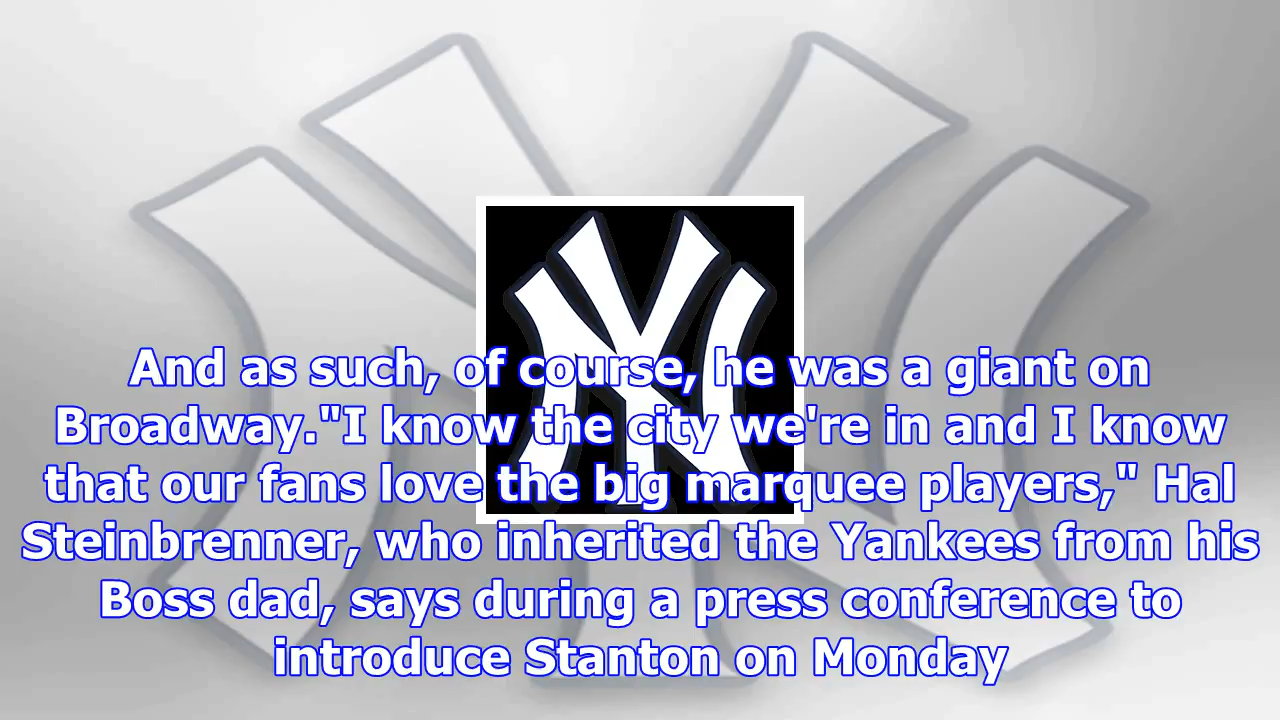 And as such, of course, he was a giant on
Broadway."I know the city we're in and I know
that our fans love the big marquee players," Hal
Steinbrenner, who inherited the Yankees from his
Boss dad, says during a press conference to
introduce Stanton on Monday